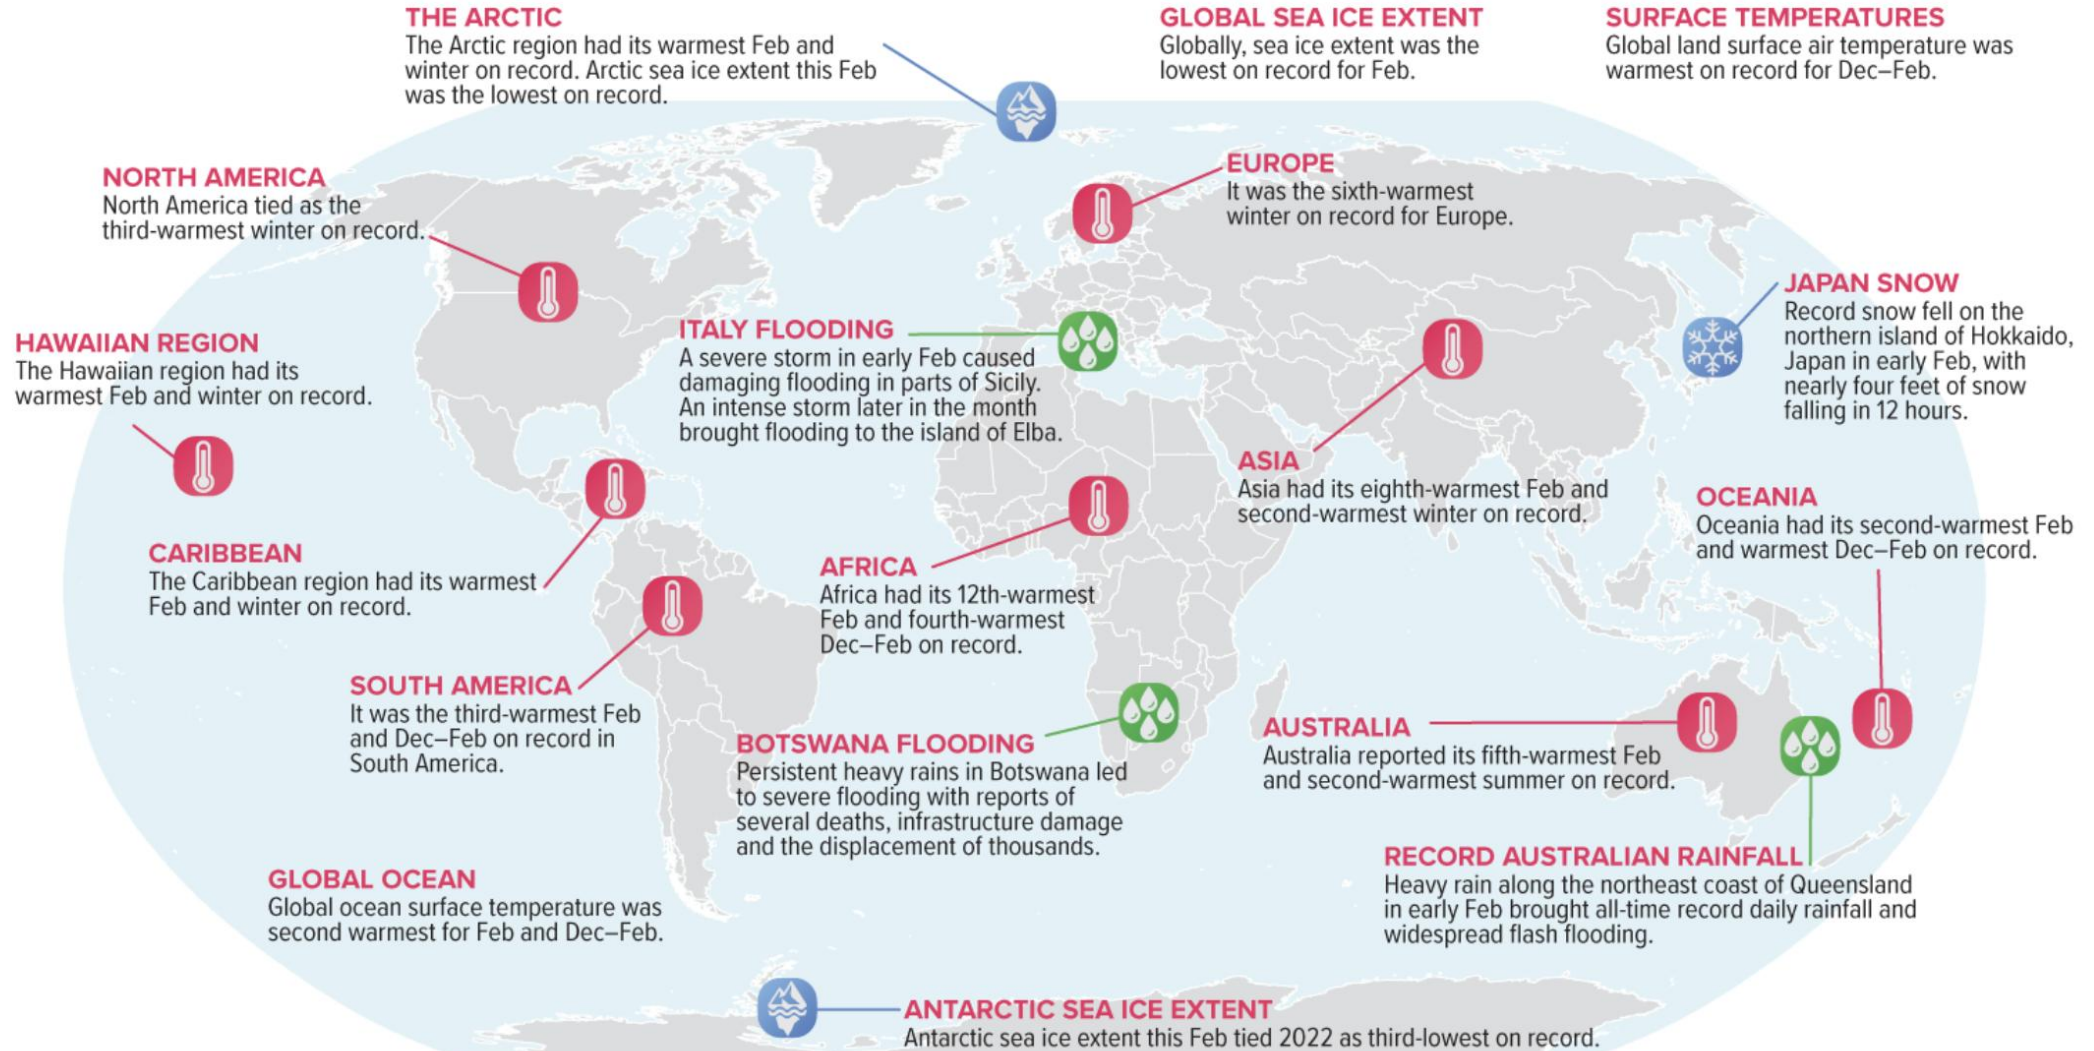 THE ARCTIC
The Arctic region had its warmest Feb and
winter on record. Arctic sea ice extent this Feb
was the lowest on record.
GLOBAL SEA ICE EXTENT
Globally, sea ice extent was the
lowest on record for Feb.
SURFACE TEMPERATURES
Global land surface air temperature was
warmest on record for Dec–Feb.
NORTH AMERICA
North America tied as the
third-warmest winter on record.
EUROPE
It was the sixth-warmest
winter on record for Europe.
JAPAN SNOW
Record snow fell on the
northern island of Hokkaido,
Japan in early Feb, with
nearly four feet of snow
falling in 12 hours.
HAWAIIAN REGION
The Hawaiian region had its
warmest Feb and winter on record.
ITALY FLOODING
A severe storm in early Feb caused
damaging flooding in parts of Sicily.
An intense storm later in the month
brought flooding to the island of Elba.
ASIA
Asia had its eighth-warmest Feb and
second-warmest winter on record.
OCEANIA
Oceania had its second-warmest Feb
and warmest Dec–Feb on record.
CARIBBEAN
The Caribbean region had its warmest
Feb and winter on record.
AFRICA
Africa had its 12th-warmest
Feb and fourth-warmest
Dec–Feb on record.
SOUTH AMERICA
It was the third-warmest Feb
and Dec–Feb on record in
South America.
BOTSWANA FLOODING
Persistent heavy rains in Botswana led
to severe flooding with reports of
several deaths, infrastructure damage
and the displacement of thousands.
AUSTRALIA
Australia reported its fifth-warmest Feb
and second-warmest summer on record.
RECORD AUSTRALIAN RAINFALL
Heavy rain along the northeast coast of Queensland
in early Feb brought all-time record daily rainfall and
widespread flash flooding.
GLOBAL OCEAN
Global ocean surface temperature was
second warmest for Feb and Dec–Feb.
ANTARCTIC SEA ICE EXTENT
Antarctic sea ice extent this Feb tied 2022 as third-lowest on record.